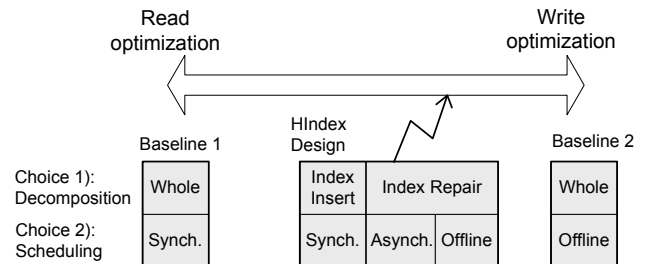 Read
optimization
Write
optimization
Baseline 1
HIndex
Design
Baseline 2
Choice 1):
Decomposition
Whole
Index
Insert
Index Repair
Whole
Choice 2):
Scheduling
Synch.
Synch.
Asynch.
Offline
Offline